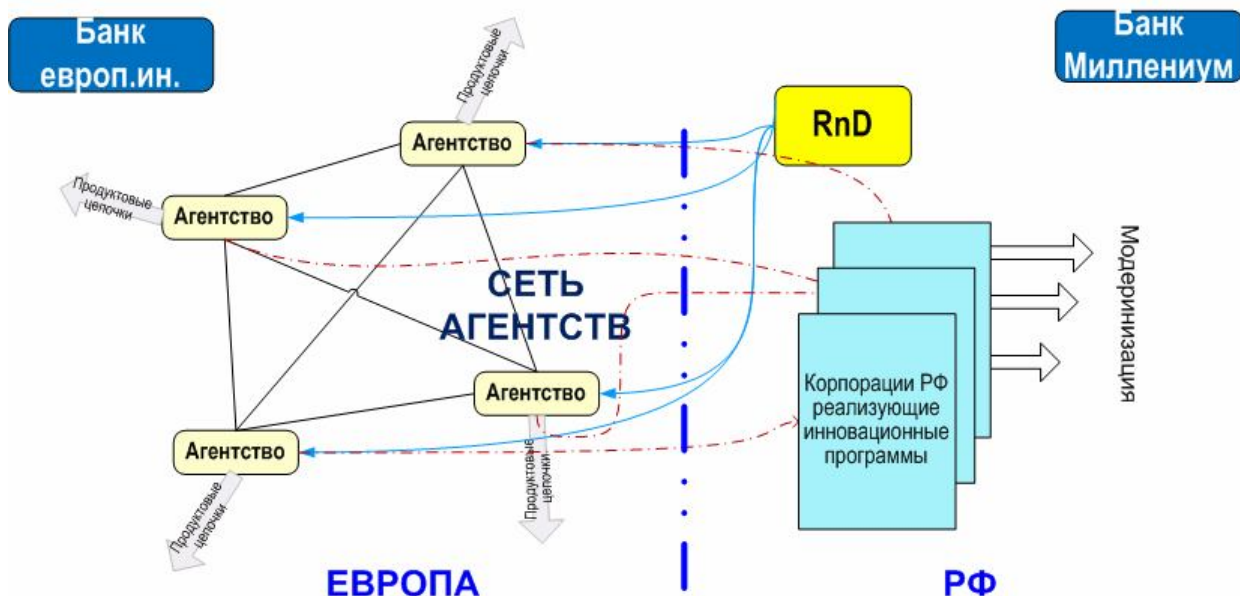 Банк
европ.ин.
Банк
Миллениум
Продуктовые
цепочки
RnD
Агентство
Продуктовые
цепочки
Агентство
Модеринизация
СЕТЬ
АГЕНТСТВ
Агентство
Корпорации РФ
реализующие
инновационные
программы
Агентство
Продуктовые
цепочки
Продуктовые
цепочки
ЕВРОПА
РФ